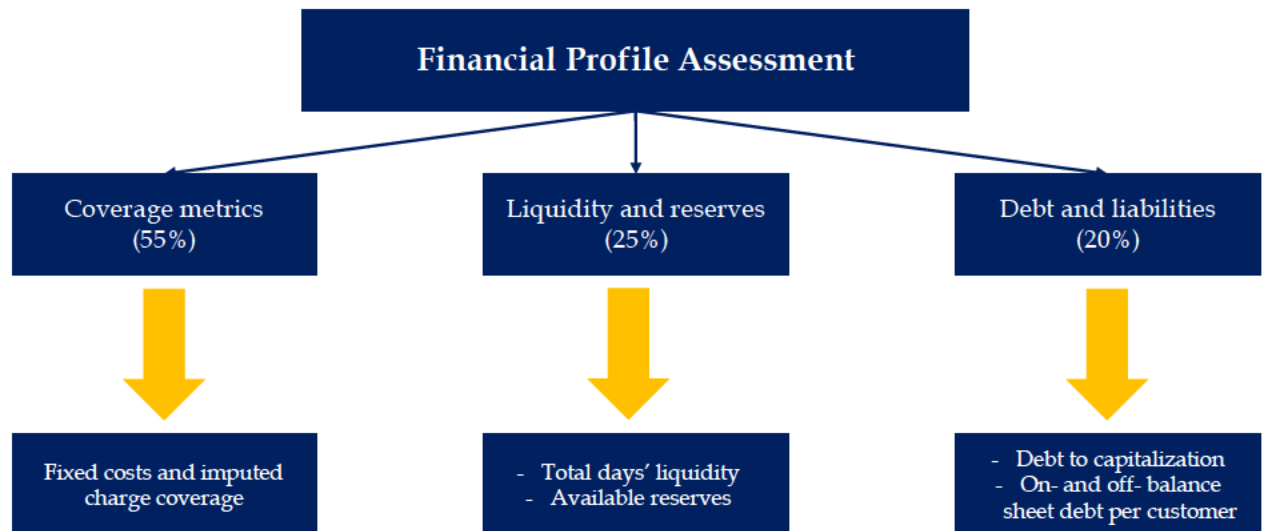 Financial Profile Assessment
Coverage metrics
(55%)
Liquidity and reserves
(25%)
Debt and liabilities
(20%)
Fixed costs and imputed
charge coverage
- Total days’ liquidity
- Available reserves
- Debt to capitalization
- On- and off- balance
sheet debt per customer